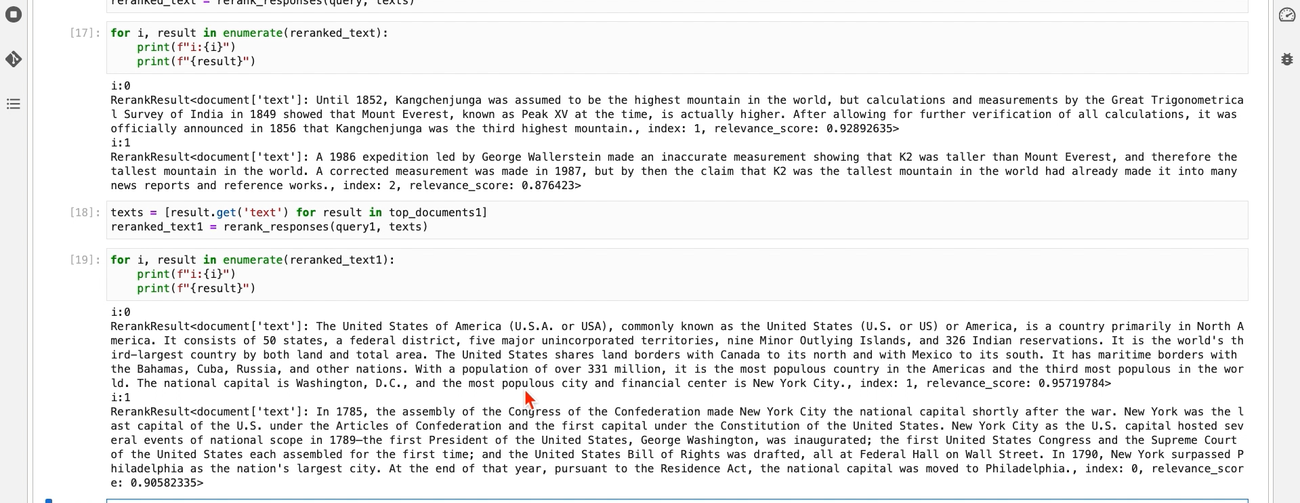 reranked_text = rerank_responses(query, texts)
[17]: for i, result in enumerate(reranked_text):
    print(f"i:{i}")
    print(f"{result}")
i:0
RerankResult<document['text']: Until 1852, Kangchenjunga was assumed to be the highest mountain in the world, but calculations and measurements by the Great Trigonometrica
l Survey of India in 1849 showed that Mount Everest, known as Peak XV at the time, is actually higher. After allowing for further verification of all calculations, it was
officially announced in 1856 that Kangchenjunga was the third highest mountain., index: 1, relevance_score: 0.92892635>
i:1
RerankResult<document['text']: A 1986 expedition led by George Wallerstein made an inaccurate measurement showing that K2 was taller than Mount Everest, and therefore the
tallest mountain in the world. A corrected measurement was made in 1987, but by then the claim that K2 was the tallest mountain in the world had already made it into many
news reports and reference works., index: 2, relevance_score: 0.876423>
[18]: texts = [result.get('text') for result in top_documents1]
reranked_text1 = rerank_responses(query1, texts)
[19]: for i, result in enumerate(reranked_text1):
    print(f"i:{i}")
    print(f"{result}")
i:0
RerankResult<document['text']: The United States of America (U.S.A. or USA), commonly known as the United States (U.S. or US) or America, is a country primarily in North A
merica. It consists of 50 states, a federal district, five major unincorporated territories, nine Minor Outlying Islands, and 326 Indian reservations. It is the world's th
ird-largest country by both land and total area. The United States shares land borders with Canada to its north and with Mexico to its south. It has maritime borders with
the Bahamas, Cuba, Russia, and other nations. With a population of over 331 million, it is the most populous country in the Americas and the third most populous in the wor
ld. The national capital is Washington, D.C., and the most populous city and financial center is New York City., index: 1, relevance_score: 0.95719784>
i:1
RerankResult<document['text']: In 1785, the assembly of the Congress of the Confederation made New York City the national capital shortly after the war. New York was the l
ast capital of the U.S. under the Articles of Confederation and the first capital under the Constitution of the United States. New York City as the U.S. capital hosted sev
eral events of national scope in 1789—the first President of the United States, George Washington, was inaugurated; the first United States Congress and the Supreme Court
of the United States each assembled for the first time; and the United States Bill of Rights was drafted, all at Federal Hall on Wall Street. In 1790, New York surpassed P
hiladelphia as the nation's largest city. At the end of that year, pursuant to the Residence Act, the national capital was moved to Philadelphia., index: 0, relevance_scor
e: 0.90582335>